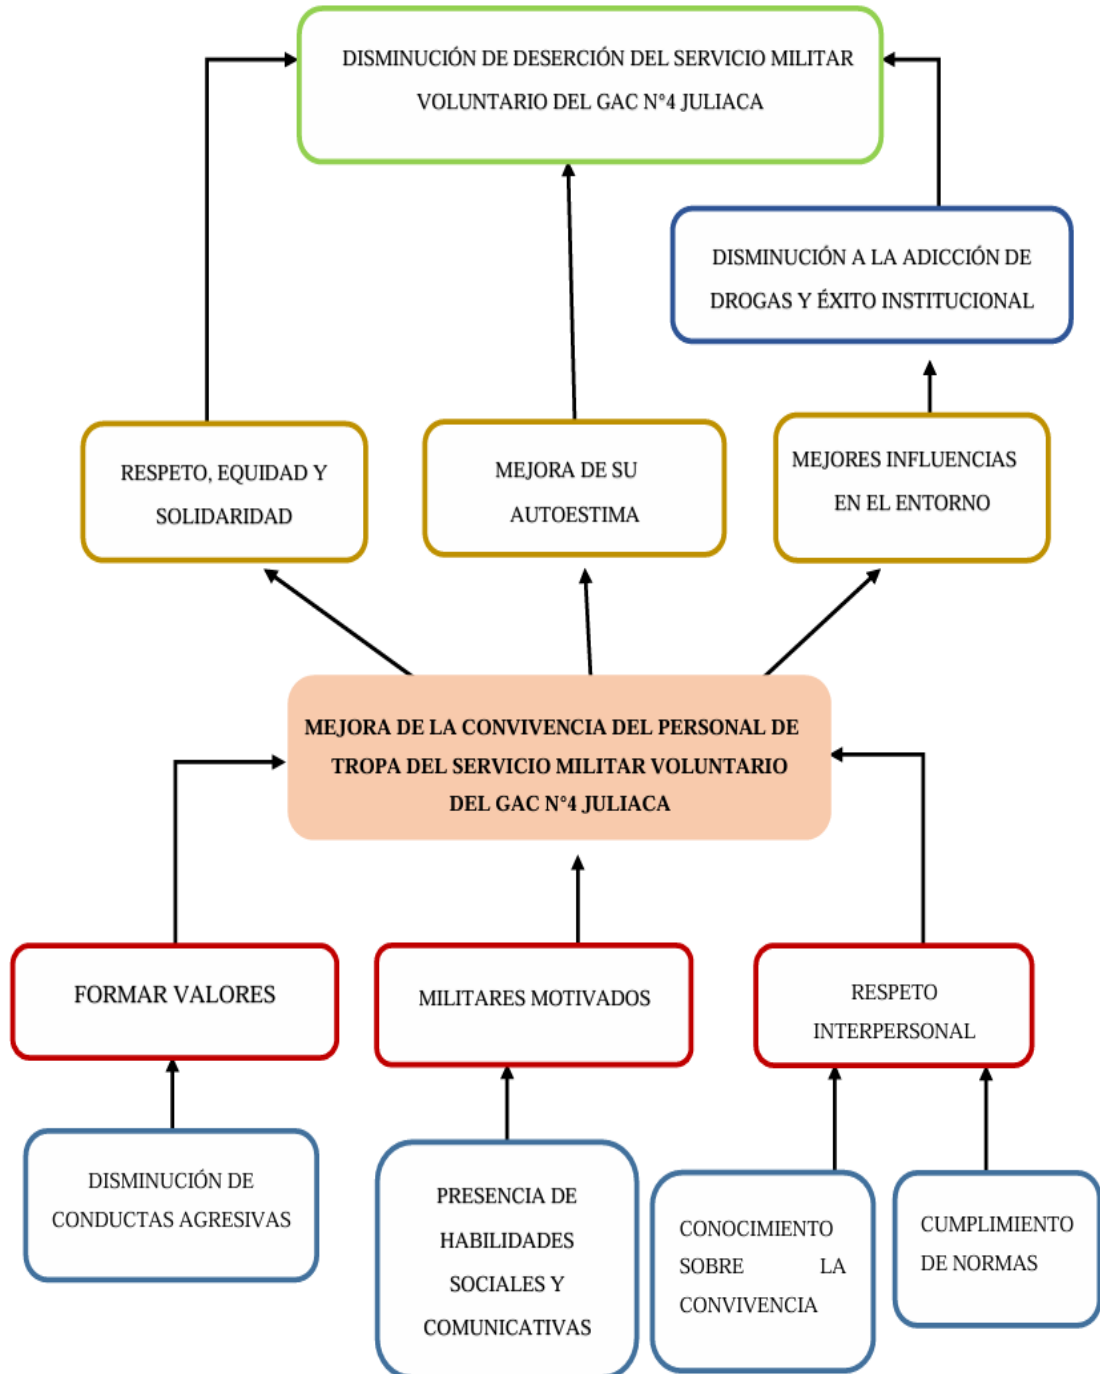 DISMINUCIÓN DE DESERCIÓN DEL SERVICIO MILITAR
VOLUNTARIO DEL GAC N°4 JULIACA
DISMINUCIÓN A LA ADICCIÓN DE
DROGAS Y ÉXITO INSTITUCIONAL
RESPETO, EQUIDAD Y
SOLIDARIDAD
MEJORA DE SU
AUTOESTIMA
MEJORES INFLUENCIAS
EN EL ENTORNO
MEJORA DE LA CONVIVENCIA DEL PERSONAL DE
TROPA DEL SERVICIO MILITAR VOLUNTARIO
DEL GAC N°4 JULIACA
FORMAR VALORES
MILITARES MOTIVADOS
RESPETO
INTERPERSONAL
DISMINUCIÓN DE
CONDUCTAS AGRESIVAS
PRESENCIA DE
HABILIDADES
SOCIALES Y
COMUNICATIVAS
CONOCIMIENTO
SOBRE LA
CONVIVENCIA
CUMPLIMIENTO
DE NORMAS